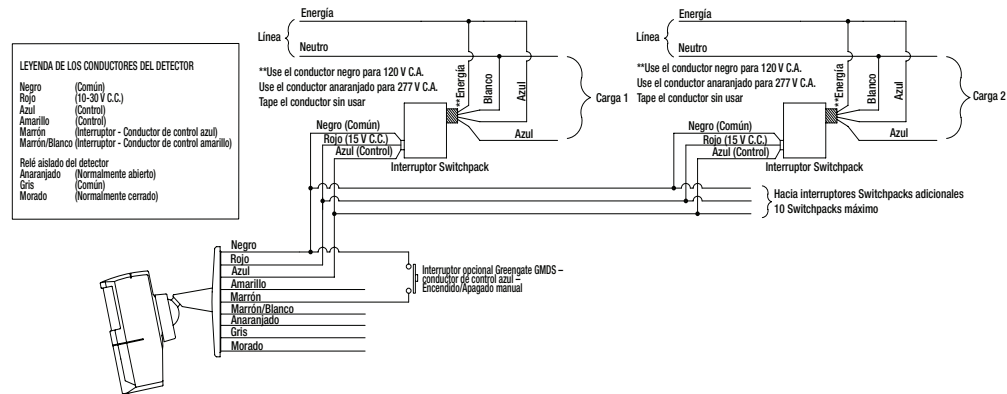 LEYENDA DE LOS CONDUCTORES DEL DETECTOR
Negro (Común)
Rojo (10-30 V C.C.)
Azul (Control)
Amarillo (Control)
Marrón (Interruptor - Conductor de control azul)
Marrón/Blanco (Interruptor - Conductor de control amarillo)
Relé aislado del detector
Anaranjado (Normalmente abierto)
Gris (Común)
Morado (Normalmente cerrado)
Energía
Línea
Neutro
**Use el conductor negro para 120 V C.A.
Use el conductor anaranjado para 277 V C.A.
Tape el conductor sin usar
**Energía
Blanco
Azul
Carga 1
Azul
Negro (Común)
Rojo (15 V C.C.)
Azul (Control)
Interruptor Switchpack
Energía
Línea
Neutro
**Use el conductor negro para 120 V C.A.
Use el conductor anaranjado para 277 V C.A.
Tape el conductor sin usar
**Energía
Blanco
Azul
Carga 2
Azul
Negro (Común)
Rojo (15 V C.C.)
Azul (Control)
Interruptor Switchpack
Hacia interruptores Switchpacks adicionales
10 Switchpacks máximo
Negro
Rojo
Azul
Amarillo
Marrón
Marrón/Blanco
Anaranjado
Gris
Morado
Interruptor opcional Greengate GMDS –
conductor de control azul –
Encendido/Apagado manual